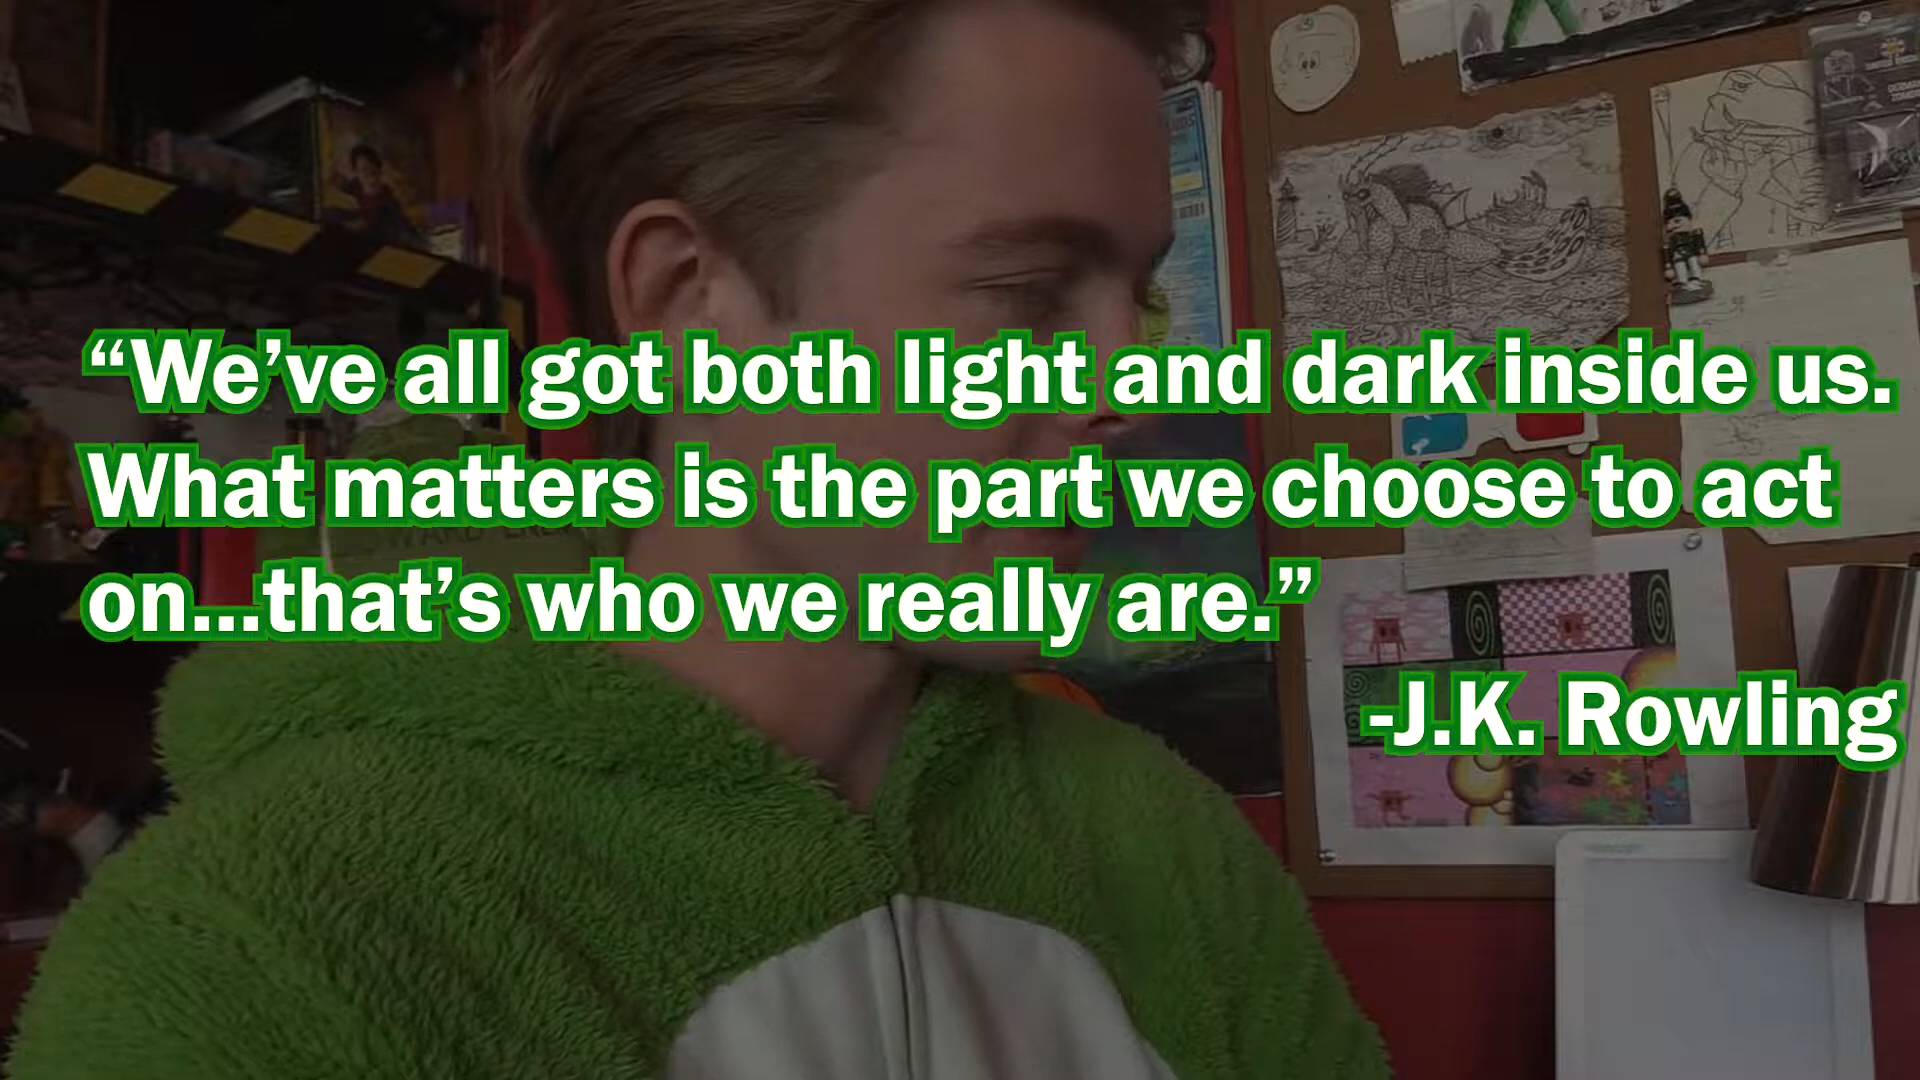 “We’ve all got both light and dark inside us.
What matters is the part we choose to act
on...that’s who we really are.”
-J.K. Rowling